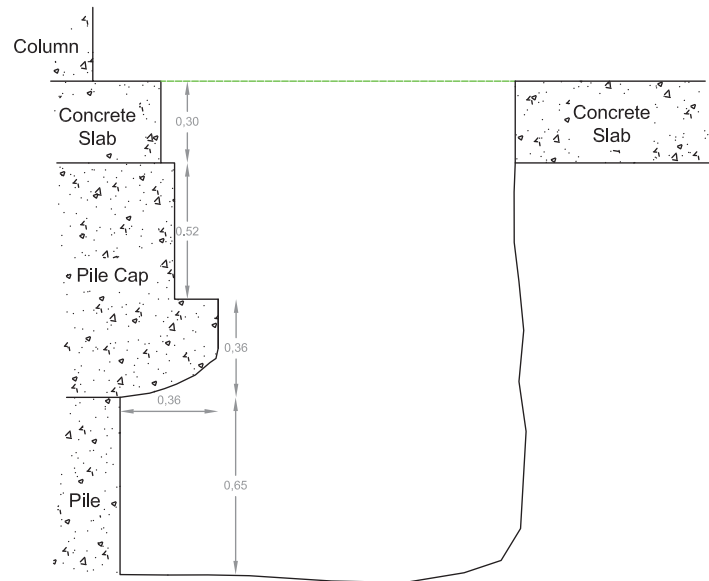 Column
Concrete
Slab
0,30
Concrete
Slab
0,52
Pile Cap
0,36
0,36
0,65
Pile